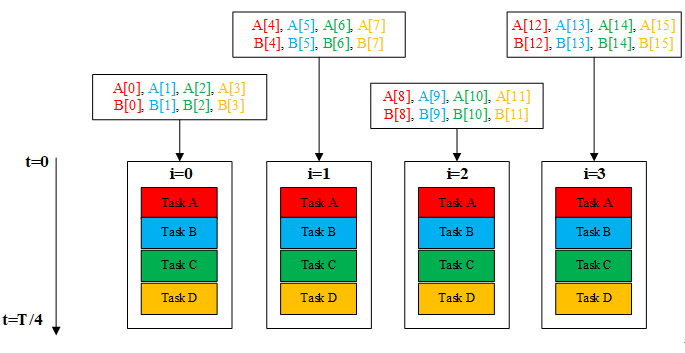 A[4], A[5], A[6], A[7]
B[4], B[5], B[6], B[7]
A[12], A[13], A[14], A[15]
B[12], B[13], B[14], B[15]
A[0], A[1], A[2], A[3]
B[0], B[1], B[2], B[3]
A[8], A[9], A[10], A[11]
B[8], B[9], B[10], B[11]
t=0
i=0
Task A
Task B
Task C
Task D
i=1
Task A
Task B
Task C
Task D
i=2
Task A
Task B
Task C
Task D
i=3
Task A
Task B
Task C
Task D
t=T/4